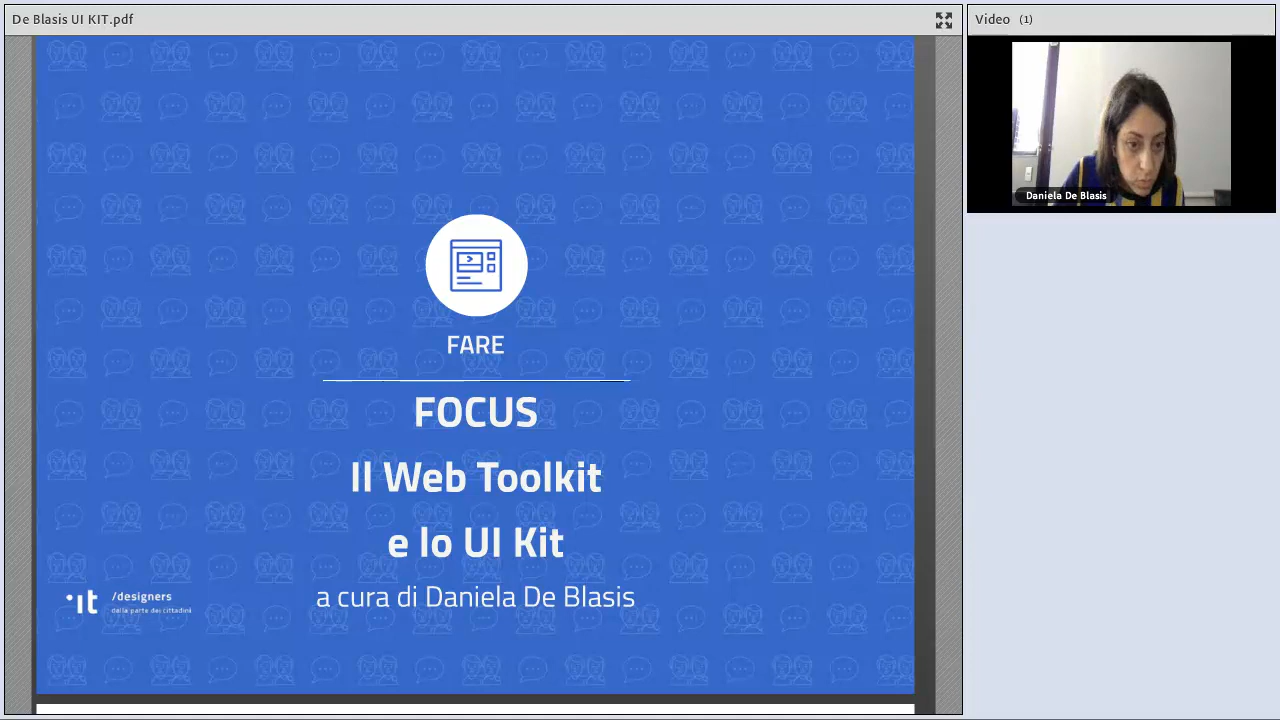 De Blasis UI KIT.pdf
Video (1)
Daniela De Blasis
FARE
FOCUS
Il Web Toolkit
e lo UI Kit
a cura di Daniela De Blasis
it /designers
dalla parte dei cittadini